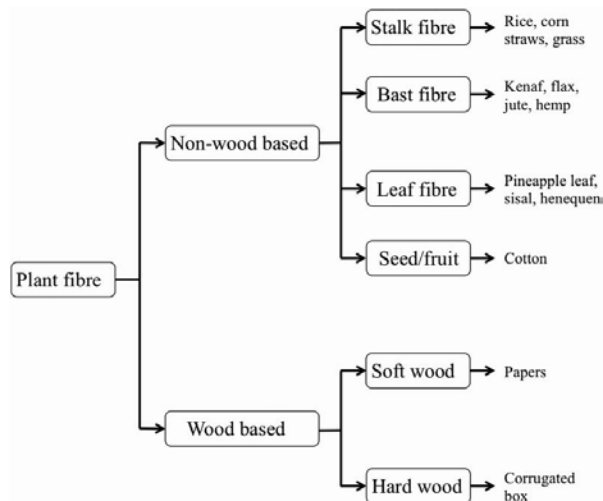 Stalk fibre
Rice, corn
straws, grass
Bast fibre
Kenaf, flax,
jute, hemp
Non-wood based
Leaf fibre
Pineapple leaf,
sisal, henequen
Seed/fruit
Cotton
Plant fibre
Soft wood
Papers
Wood based
Hard wood
Corrugated
box